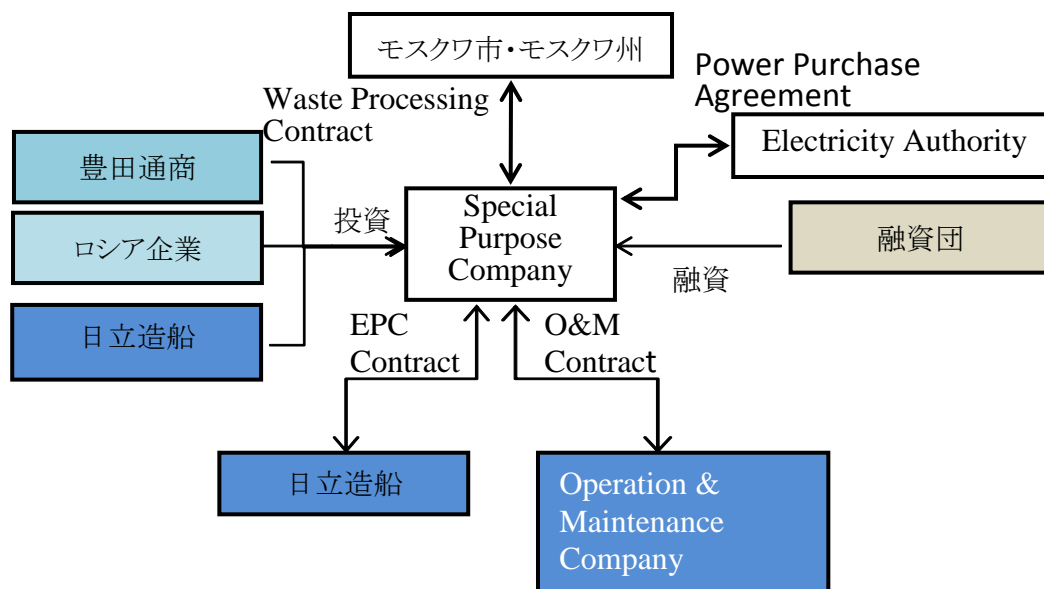 モスクワ市・モスクワ州
Power Purchase
Agreement
Waste Processing
Contract
Electricity Authority
豊田通商
ロシア企業
日立造船
投資
Special
Purpose
Company
融資団
融資
EPC
Contract
O&M
Contract
日立造船
Operation &
Maintenance
Company